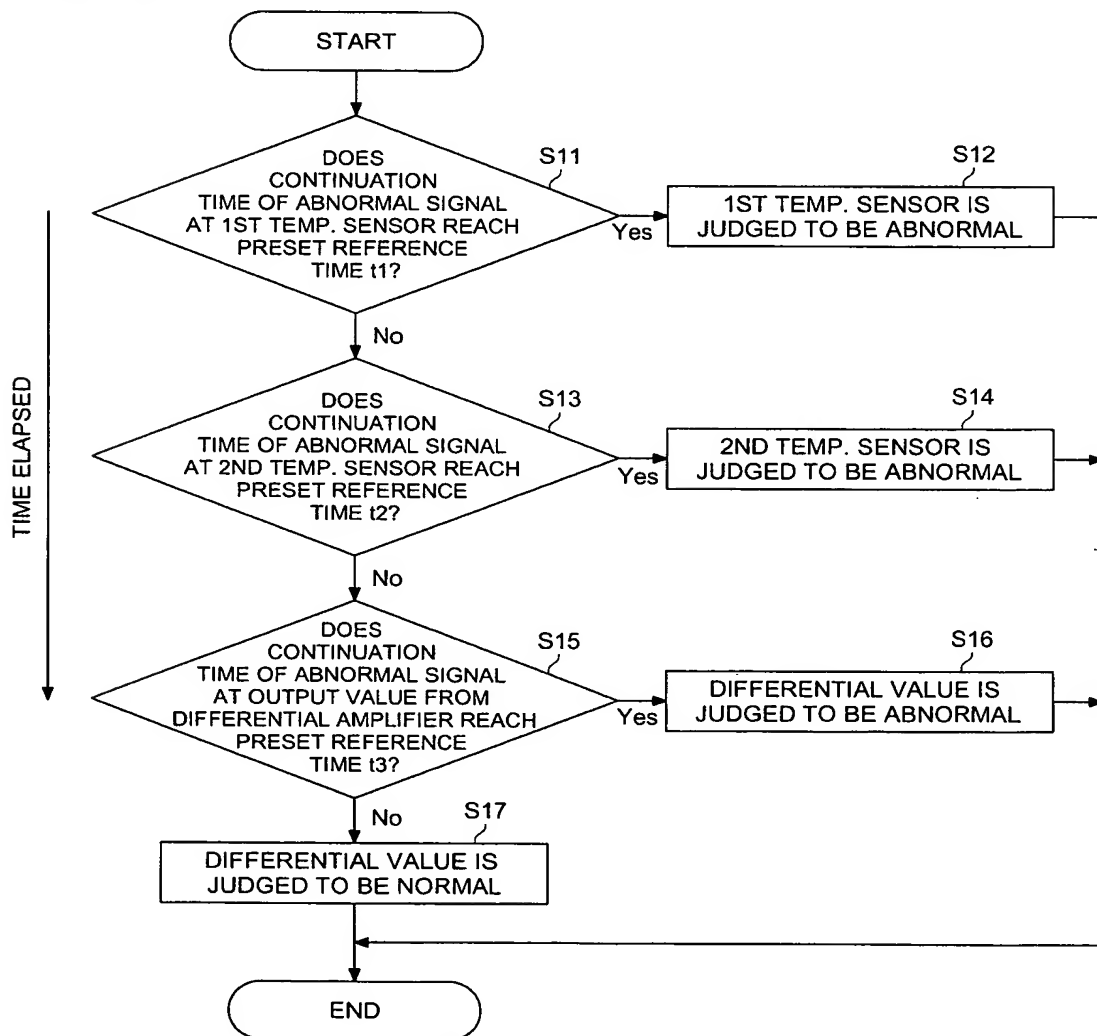 START
DOES
CONTINUATION
TIME OF ABNORMAL SIGNAL
AT 1ST TEMP. SENSOR REACH
PRESET REFERENCE
TIME t1?
S11
Yes
S12
1ST TEMP. SENSOR IS
JUDGED TO BE ABNORMAL
No
TIME ELAPSED
DOES
CONTINUATION
TIME OF ABNORMAL SIGNAL
AT 2ND TEMP. SENSOR REACH
PRESET REFERENCE
TIME t2?
S13
Yes
S14
2ND TEMP. SENSOR IS
JUDGED TO BE ABNORMAL
No
DOES
CONTINUATION
TIME OF ABNORMAL SIGNAL
AT OUTPUT VALUE FROM
DIFFERENTIAL AMPLIFIER REACH
PRESET REFERENCE
TIME t3?
S15
Yes
S16
DIFFERENTIAL VALUE IS
JUDGED TO BE ABNORMAL
No
S17
DIFFERENTIAL VALUE IS
JUDGED TO BE NORMAL
END